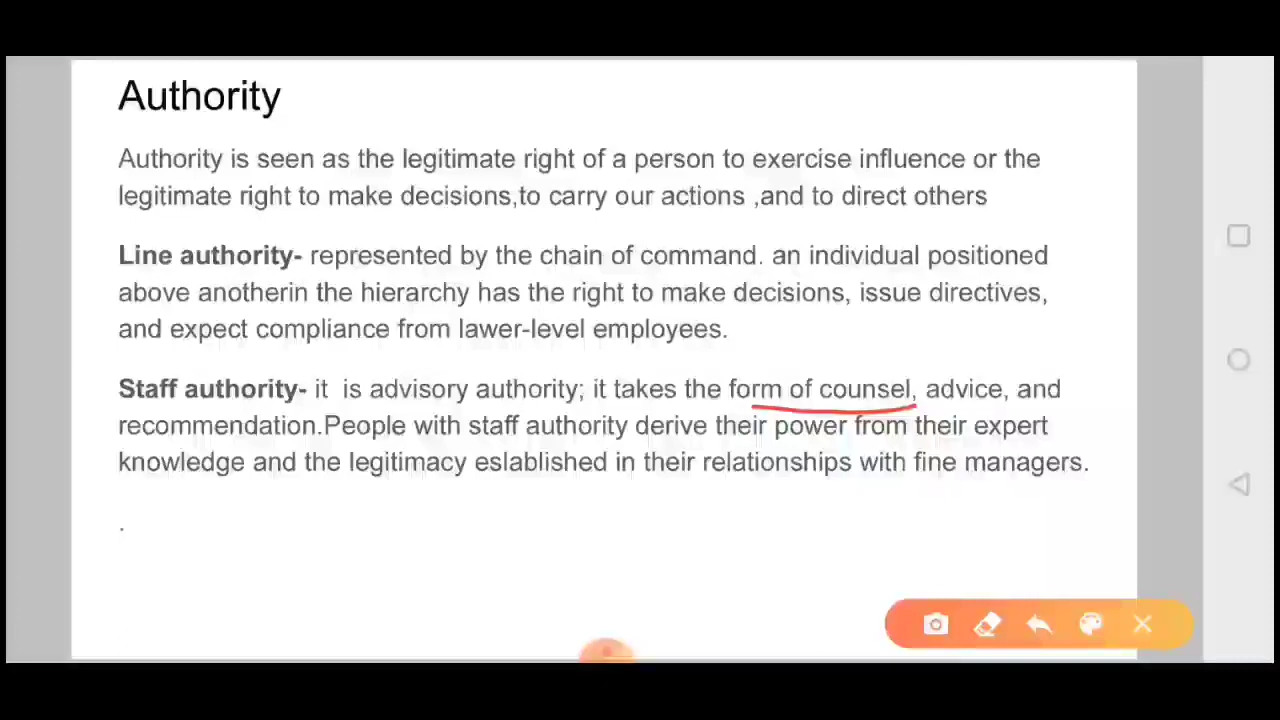 Authority
Authority is seen as the legitimate right of a person to exercise influence or the
legitimate right to make decisions,to carry our actions ,and to direct others
Line authority- represented by the chain of command. an individual positioned
above anotherin the hierarchy has the right to make decisions, issue directives,
and expect compliance from lawer-level employees.
Staff authority- it is advisory authority; it takes the form of counsel, advice, and
recommendation.People with staff authority derive their power from their expert
knowledge and the legitimacy eslablished in their relationships with fine managers.
.